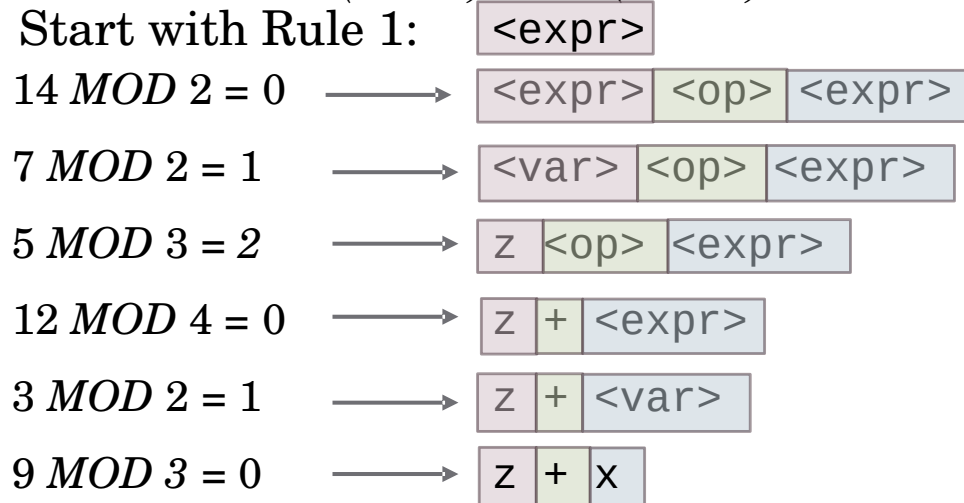 Start with Rule 1: <expr>
14 MOD 2 = 0 <expr> <op> <expr>
7 MOD 2 = 1 <var> <op> <expr>
5 MOD 3 = 2 z <op> <expr>
12 MOD 4 = 0 z + <expr>
3 MOD 2 = 1 z + <var>
9 MOD 3 = 0 z + x